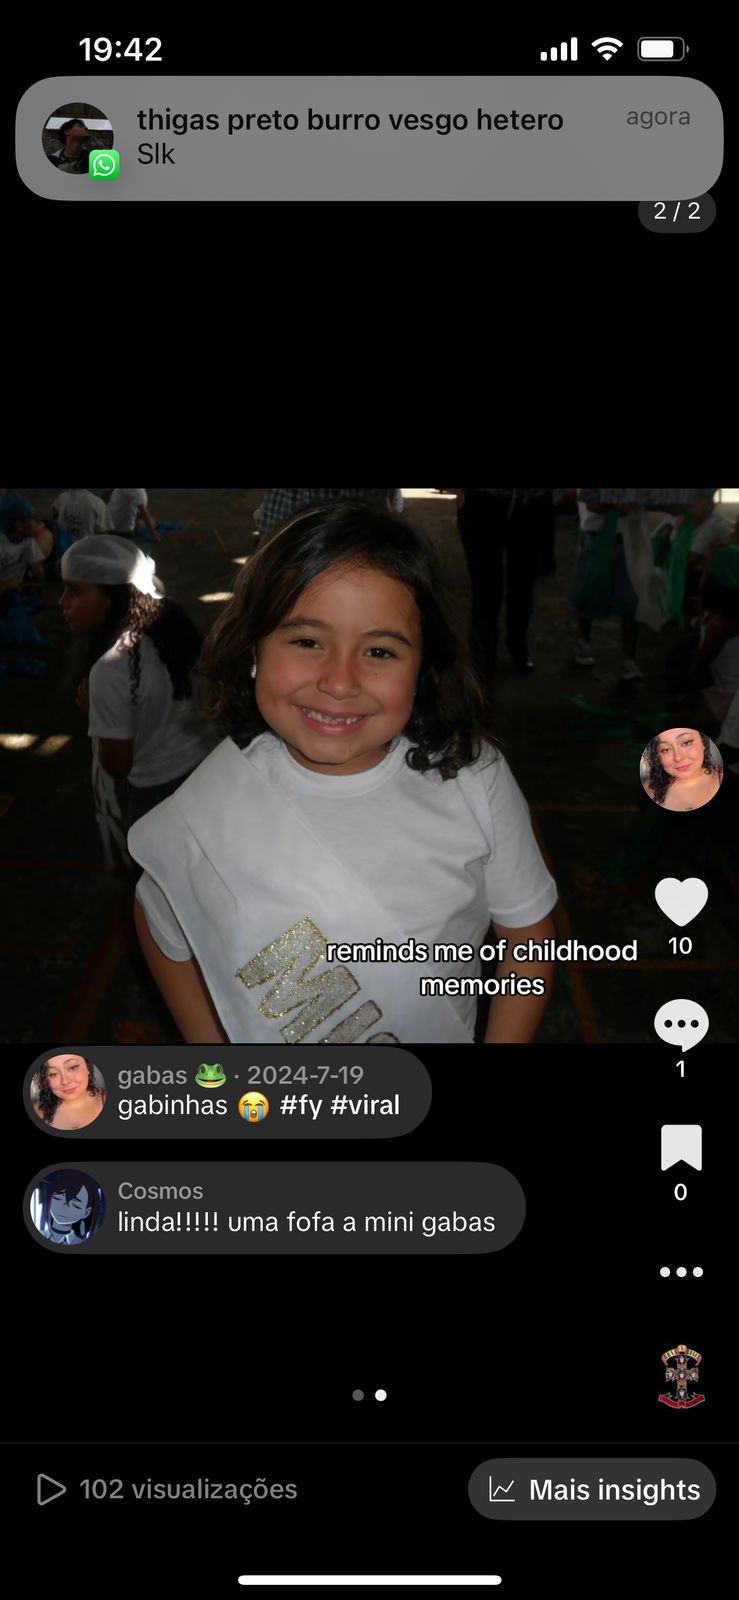 19:42
thigas preto burro vesgo hetero
agora
Slk
2 / 2
reminds me of childhood
memories
10
gabas 🐸 · 2024-7-19
gabinhas 😭 #fy #viral
1
Cosmos
linda!!!!! uma fofa a mini gabas
0
102 visualizações
Mais insights